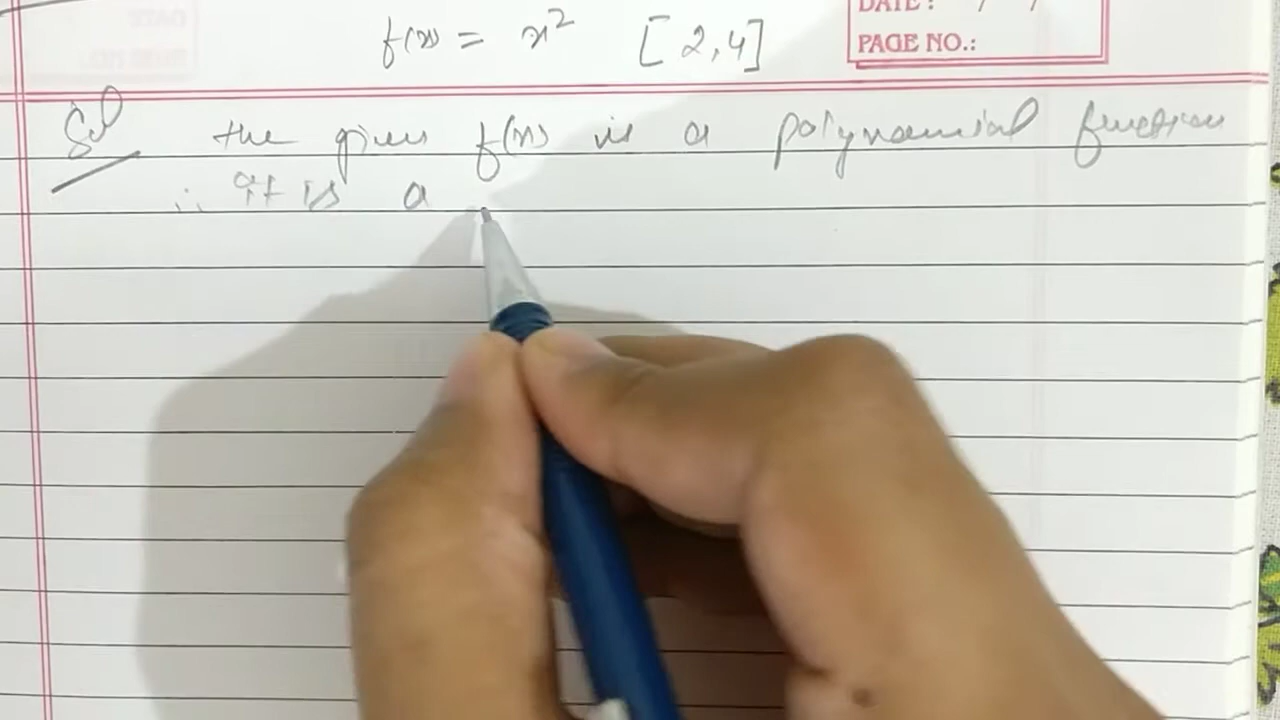 DATE: / /
f(x) = x² [2,4]
PAGE NO.:
Sol the given f(x) is a polynomial function
∴ It is a